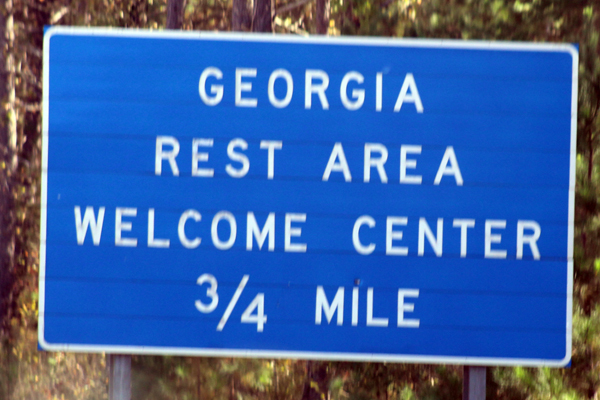 GEORGIA
REST AREA
WELCOME CENTER
3/4 MILE